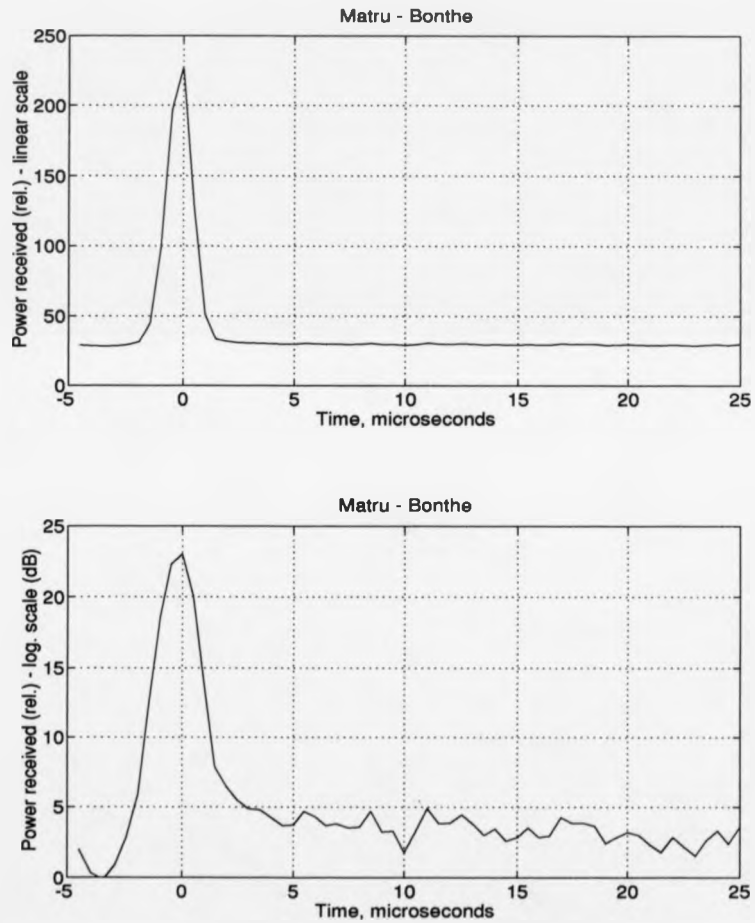 Matru - Bonthe
250
200
150
100
50
0
Power received (rel.) - linear scale
-5 0 5 10 15 20 25
Time, microseconds
Matru - Bonthe
25
20
15
10
5
0
Power received (rel.) - log. scale (dB)
-5 0 5 10 15 20 25
Time, microseconds